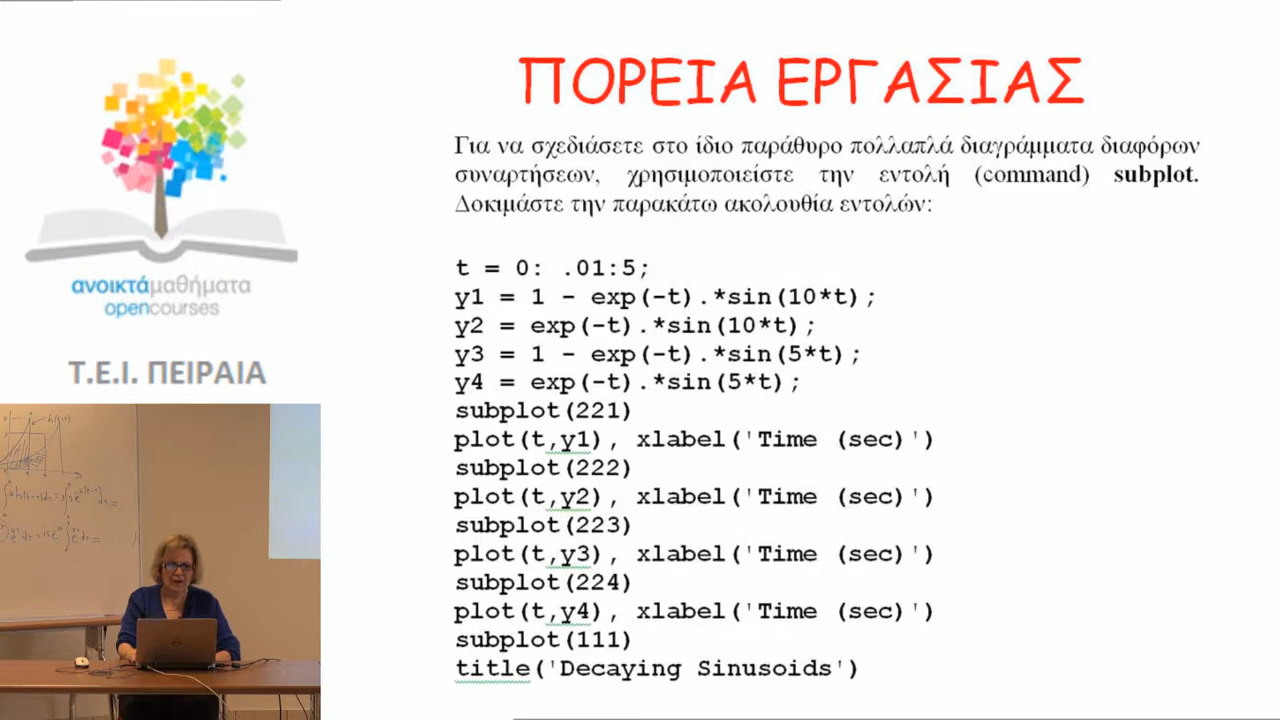 ΠΟΡΕΙΑ ΕΡΓΑΣΙΑΣ
Για να σχεδιάσετε στο ίδιο παράθυρο πολλαπλά διαγράμματα διαφόρων
συναρτήσεων, χρησιμοποιείστε την εντολή (command) subplot.
Δοκιμάστε την παρακάτω ακολουθία εντολών:
t = 0: .01:5;
y1 = 1 - exp(-t).*sin(10*t);
y2 = exp(-t).*sin(10*t);
y3 = 1 - exp(-t).*sin(5*t);
y4 = exp(-t).*sin(5*t);
subplot(221)
plot(t,y1), xlabel('Time (sec)')
subplot(222)
plot(t,y2), xlabel('Time (sec)')
subplot(223)
plot(t,y3), xlabel('Time (sec)')
subplot(224)
plot(t,y4), xlabel('Time (sec)')
subplot(111)
title('Decaying Sinusoids')
ανοικτάμαθήματα
opencourses
Τ.Ε.Ι. ΠΕΙΡΑΙΑ